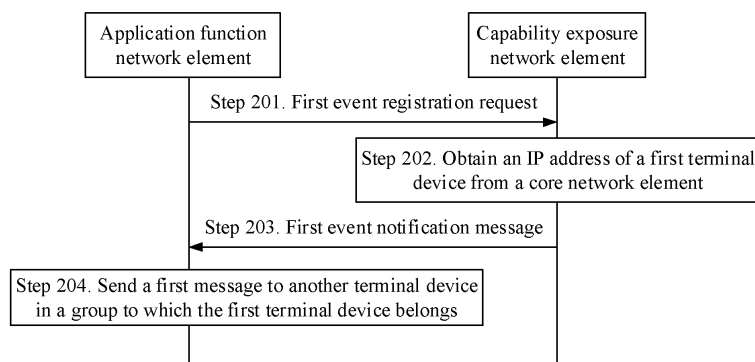 Application function
network element
Capability exposure
network element
Step 201. First event registration request
Step 202. Obtain an IP address of a first terminal
device from a core network element
Step 203. First event notification message
Step 204. Send a first message to another terminal device
in a group to which the first terminal device belongs